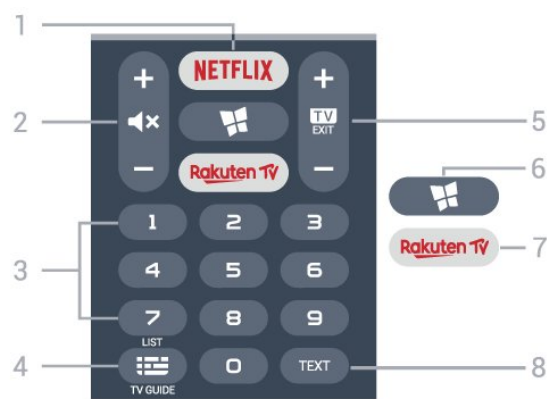 1
NETFLIX
+ +
2 TV 5
EXIT
- -
6
Rakuten TV
Rakuten TV 7
1 2 3
3 4 5 6
7 8 9
LIST
4 0 TEXT 8
TV GUIDE